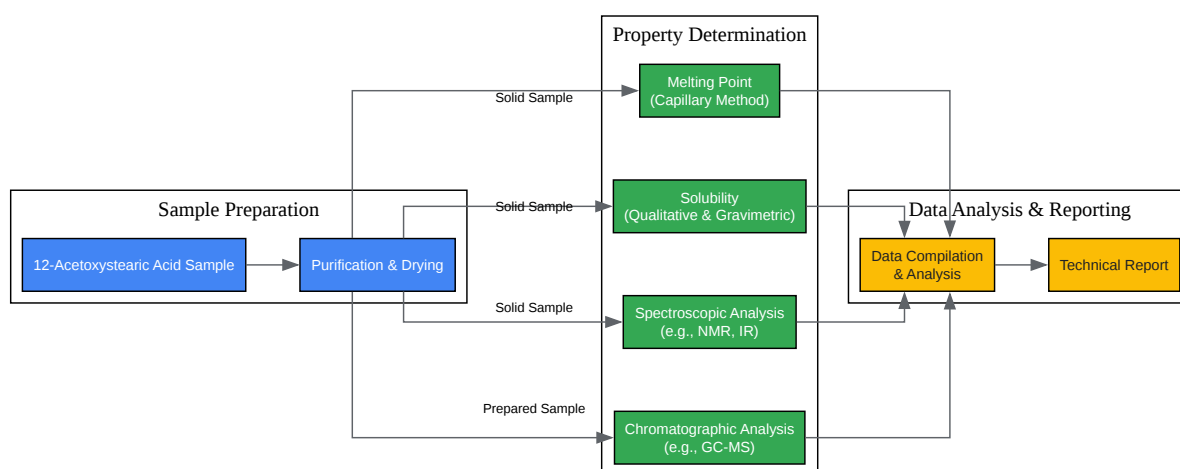 Property Determination
Melting Point
(Capillary Method)
Solid Sample
Sample Preparation
12-Acetoxystearic Acid Sample
Purification & Drying
Solid Sample
Solubility
(Qualitative & Gravimetric)
Data Analysis & Reporting
Data Compilation
& Analysis
Technical Report
Solid Sample
Spectroscopic Analysis
(e.g., NMR, IR)
Prepared Sample
Chromatographic Analysis
(e.g., GC-MS)